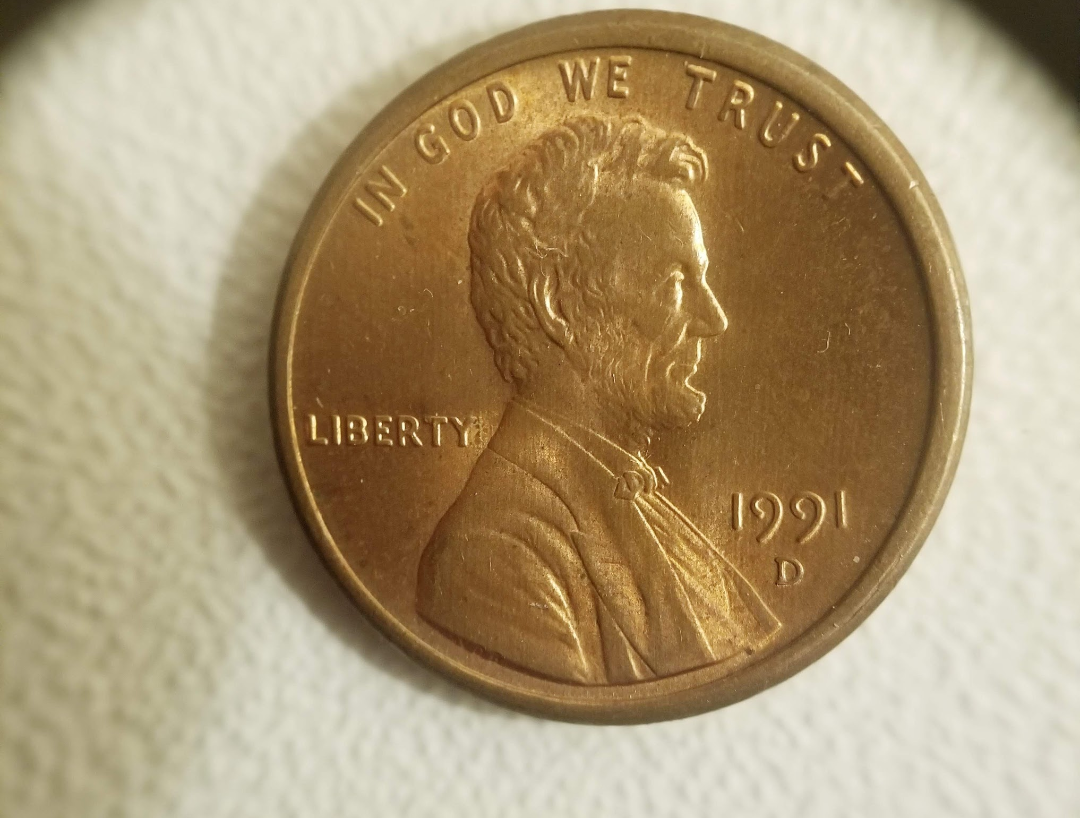 IN GOD WE TRUST
LIBERTY
1991
D